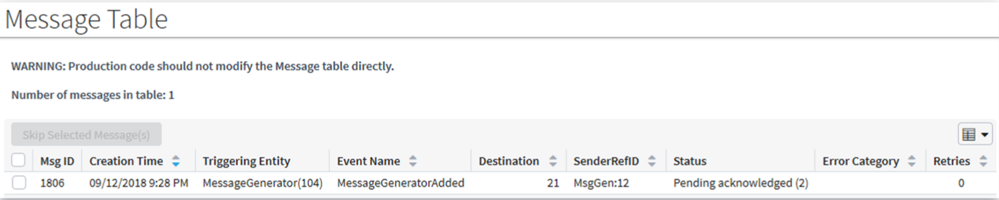 Message Table
WARNING: Production code should not modify the Message table directly.
Number of messages in table: 1
Skip Selected Message(s)
Msg ID Creation Time Triggering Entity Event Name Destination SenderRefID Status Error Category Retries
1806 09/12/2018 9:28 PM MessageGenerator(104) MessageGeneratorAdded 21 MsgGen:12 Pending acknowledged (2) 0